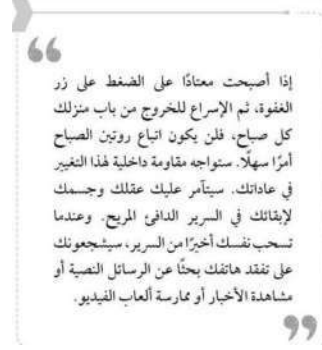 إذا أصبحت معتادًا على الضغط على زر
الغفوة، ثم الإسراع للخروج من باب منزلك
كل صباح، فلن يكون اتباع روتين الصباح
أمرًا سهلًا. ستواجه مقاومة داخلية لهذا التغيير
في عاداتك. سيتآمر عليك عقلك وجسمك
لإبقائك في السرير الدافئ المريح. وعندما
تسحب نفسك أخيرًا من السرير، سيشجعونك
على تفقد هاتفك بحثًا عن الرسائل النصية أو
مشاهدة الأخبار أو ممارسة ألعاب الفيديو.